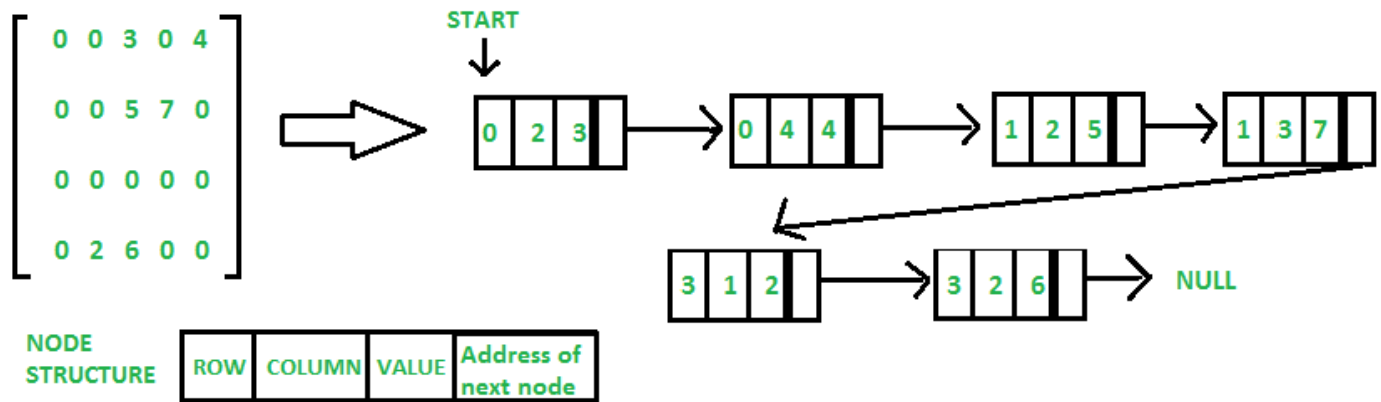 START
0 0 3 0 4
0 0 5 7 0
0 0 0 0 0
0 2 6 0 0
0 2 3
0 4 4
1 2 5
1 3 7
3 1 2
3 2 6
NULL
NODE
STRUCTURE
ROW
COLUMN
VALUE
Address of
next node